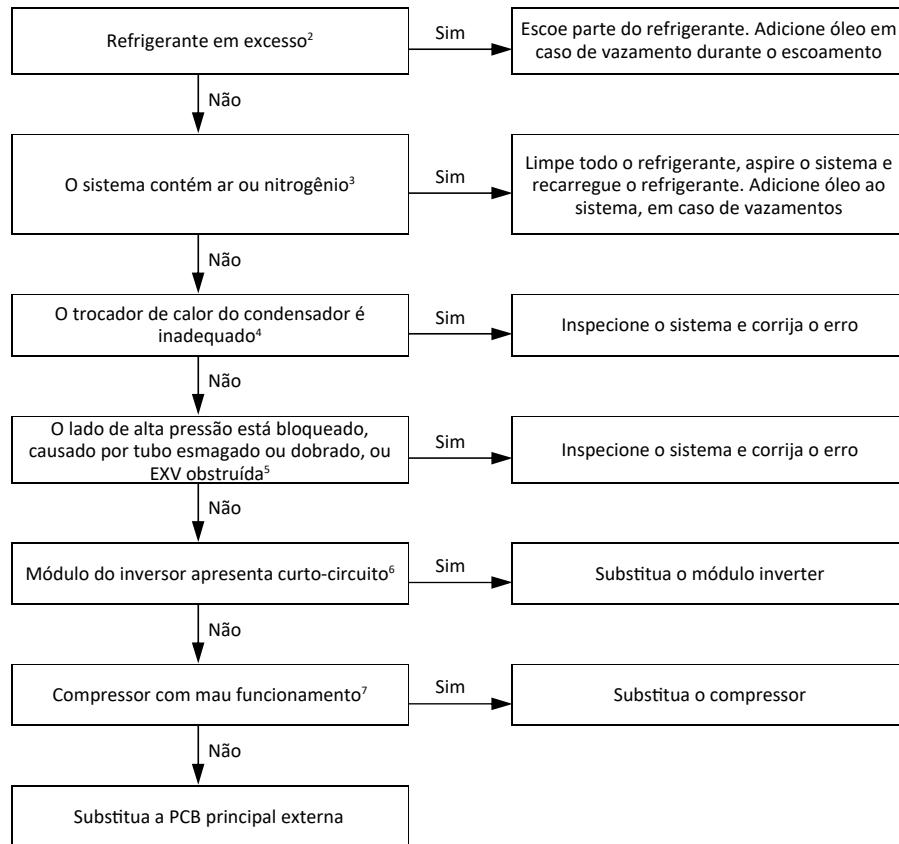 Refrigerante em excesso²
Sim
Escoe parte do refrigerante. Adicione óleo em
caso de vazamento durante o escoamento
Não
O sistema contém ar ou nitrogênio³
Sim
Limpe todo o refrigerante, aspire o sistema e
recarregue o refrigerante. Adicione óleo ao
sistema, em caso de vazamentos
Não
O trocador de calor do condensador é
inadequado⁴
Sim
Inspecione o sistema e corrija o erro
Não
O lado de alta pressão está bloqueado,
causado por tubo esmagado ou dobrado, ou
EXV obstruída⁵
Sim
Inspecione o sistema e corrija o erro
Não
Módulo do inversor apresenta curto-circuito⁶
Sim
Substitua o módulo inverter
Não
Compressor com mau funcionamento⁷
Sim
Substitua o compressor
Não
Substitua a PCB principal externa